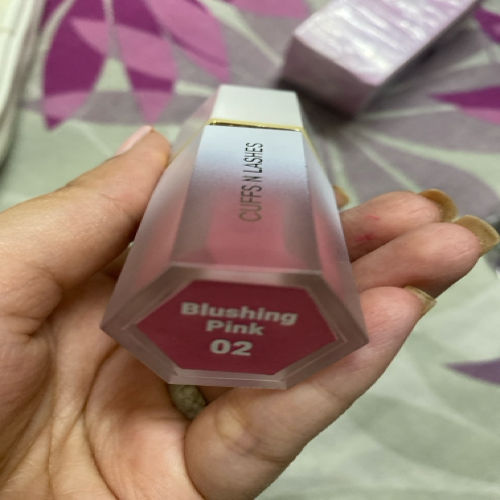 CUFFS N LASHES
Blushing
Pink
02